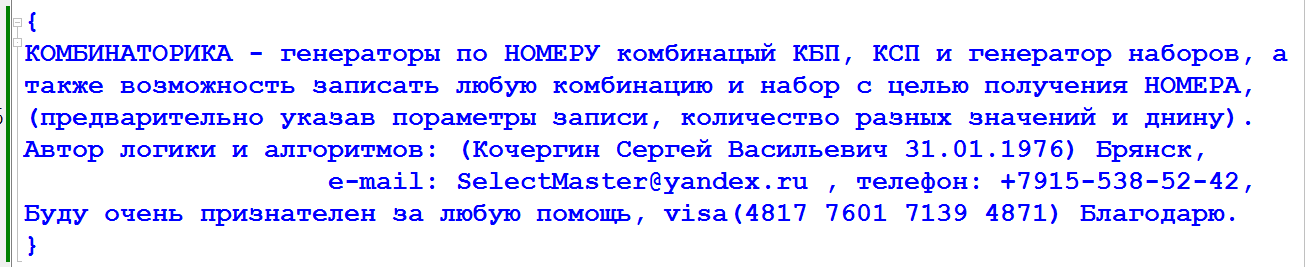 {
КОМБИНАТОРИКА - генераторы по НОМЕРУ комбинацый КБП, КСП и генератор наборов, а
также возможность записать любую комбинацию и набор с целью получения НОМЕРА,
(предварительно указав пораметры записи, количество разных значений и днину).
Автор логики и алгоритмов: (Кочергин Сергей Васильевич 31.01.1976) Брянск,
e-mail: SelectMaster@yandex.ru , телефон: +7915-538-52-42,
Буду очень признателен за любую помощь, visa(4817 7601 7139 4871) Благодарю.
}